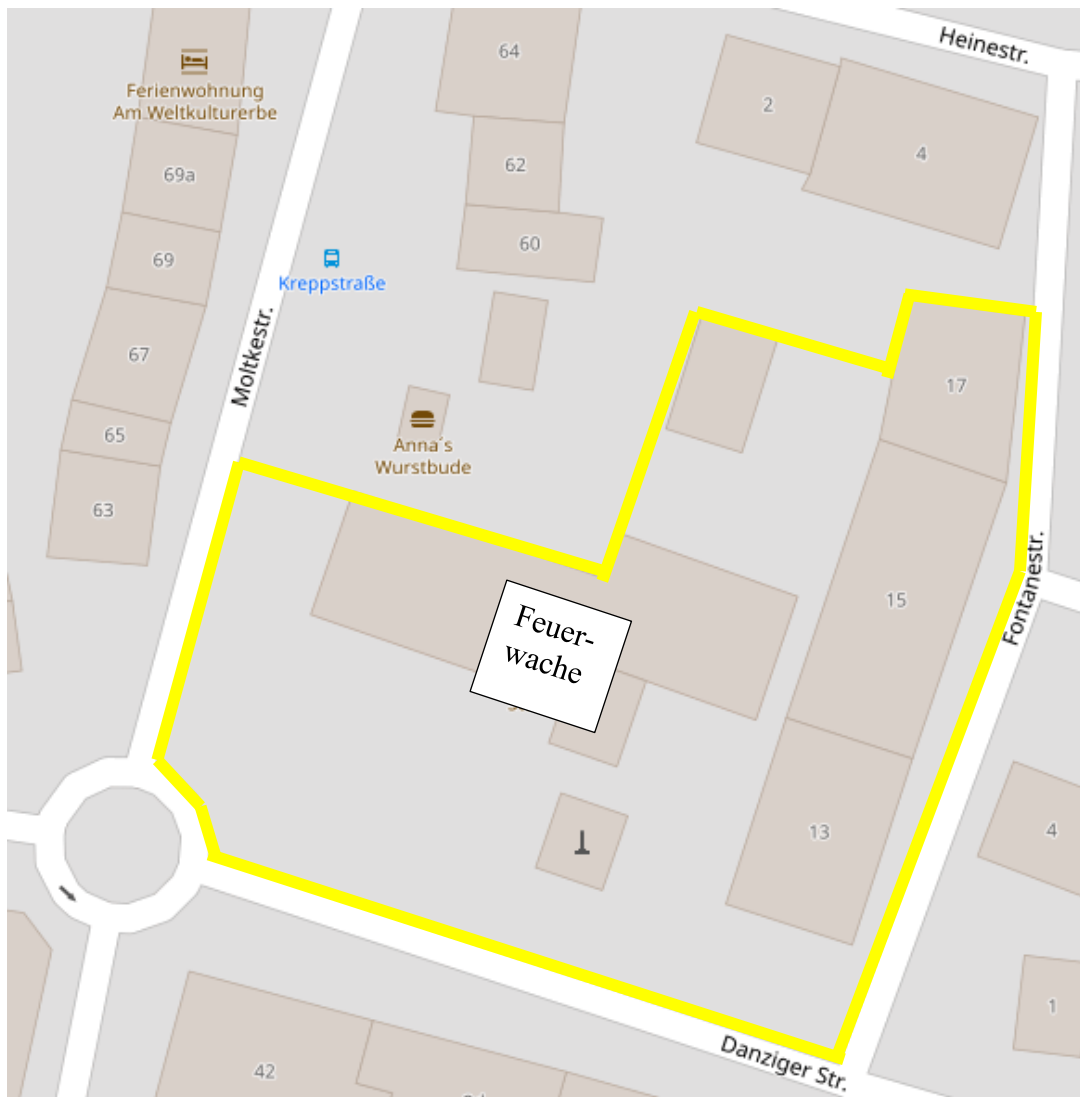 Heinestr.
64
Ferienwohnung
Am Weltkulturerbe
2
4
62
69a
60
69
Kreppstraße
Moltkestr.
67
17
65
Anna´s
Wurstbude
63
Fontanestr.
15
Feuer-
wache
13
4
1
Danziger Str.
42